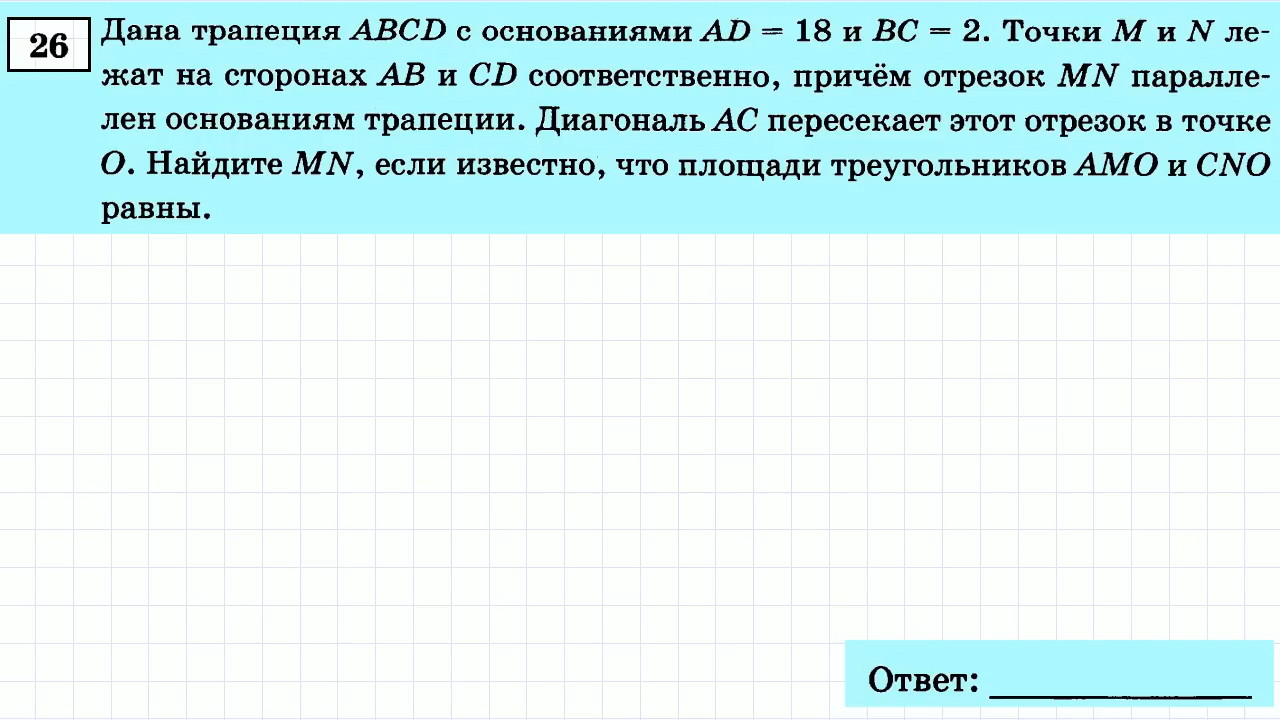 26
Дана трапеция ABCD с основаниями AD = 18 и BC = 2. Точки M и N ле-
жат на сторонах AB и CD соответственно, причём отрезок MN паралле-
лен основаниям трапеции. Диагональ AC пересекает этот отрезок в точке
O. Найдите MN, если известно, что площади треугольников AMO и CNO
равны.
Ответ: